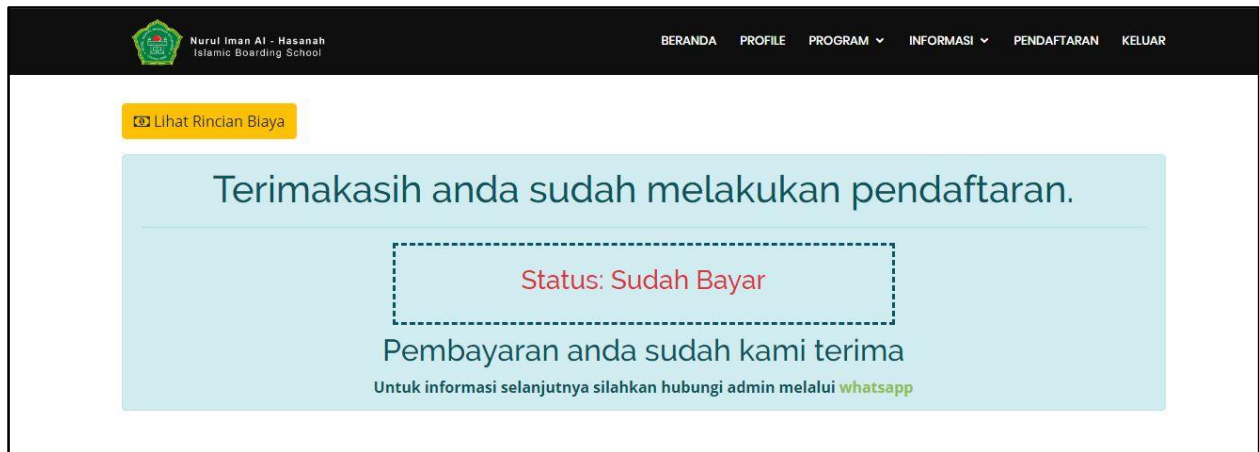 Nurul Iman Al - Hasanah
Islamic Boarding School
BERANDA PROFILE PROGRAM INFORMASI PENDAFTARAN KELUAR
Lihat Rincian Biaya
Terimakasih anda sudah melakukan pendaftaran.
Status: Sudah Bayar
Pembayaran anda sudah kami terima
Untuk informasi selanjutnya silahkan hubungi admin melalui whatsapp